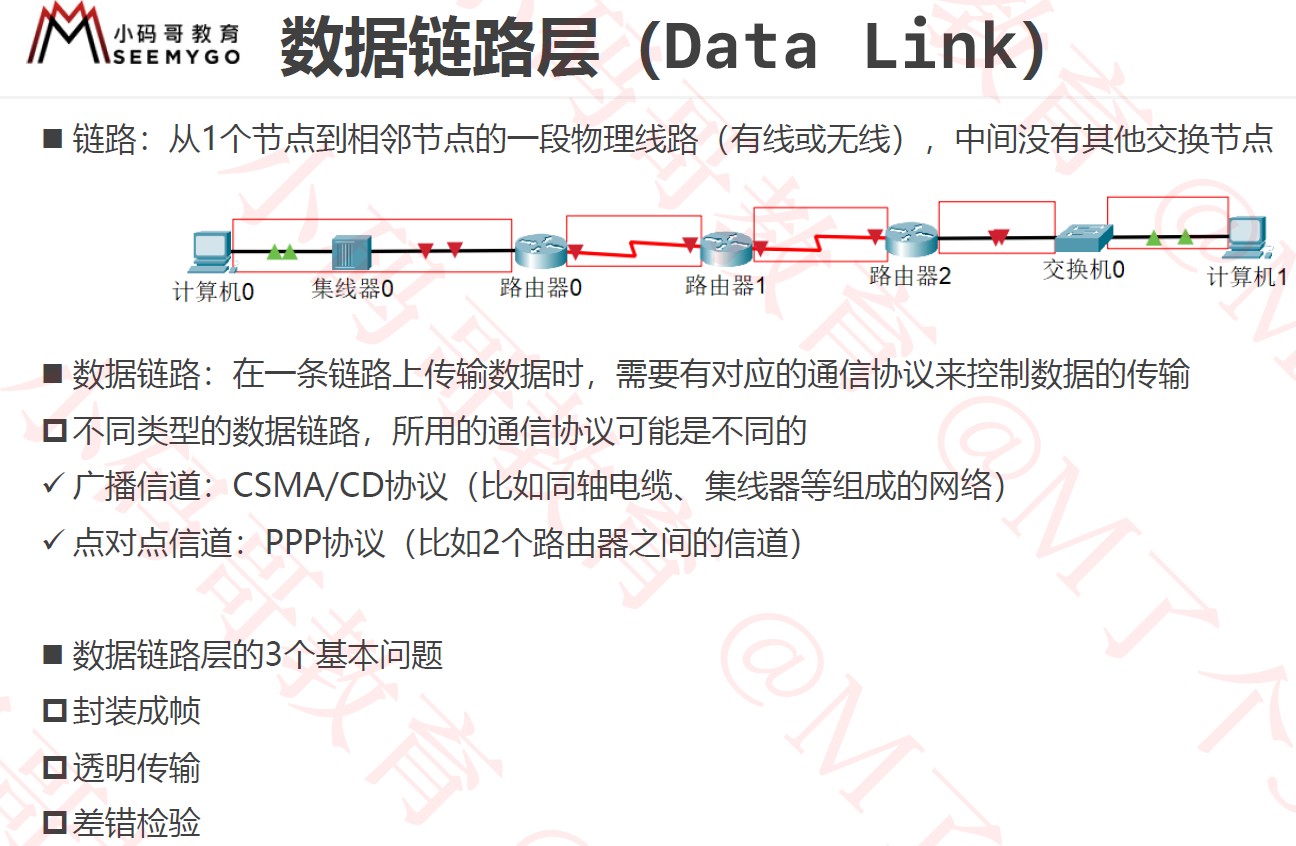 小码哥教育
SEEMYGO
数据链路层（Data Link）
■ 链路：从1个节点到相邻节点的一段物理线路（有线或无线），中间没有其他交换节点
计算机0 集线器0 路由器0 路由器1 路由器2 交换机0 计算机1
■ 数据链路：在一条链路上传输数据时，需要有对应的通信协议来控制数据的传输
不同类型的数据链路，所用的通信协议可能是不同的
✓ 广播信道：CSMA/CD协议（比如同轴电缆、集线器等组成的网络）
✓ 点对点信道：PPP协议（比如2个路由器之间的信道）
■ 数据链路层的3个基本问题
封装成帧
透明传输
差错检验
小码哥教育 @M了个